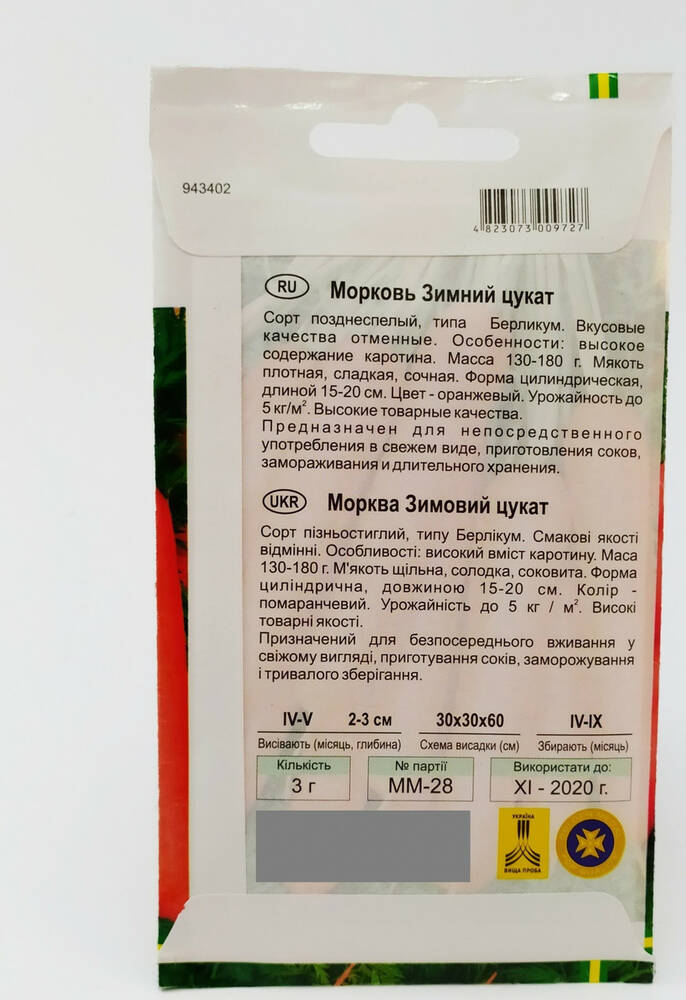 943402
4 823073 009727
RU Морковь Зимний цукат
Сорт позднеспелый, типа Берликум. Вкусовые
качества отменные. Особенности: высокое
содержание каротина. Масса 130-180 г. Мякоть
плотная, сладкая, сочная. Форма цилиндрическая,
длиной 15-20 см. Цвет - оранжевый. Урожайность до
5 кг/м². Высокие товарные качества.
Предназначен для непосредственного
употребления в свежем виде, приготовления соков,
замораживания и длительного хранения.
UKR Морква Зимовий цукат
Сорт пізньостиглий, типу Берлікум. Смакові якості
відмінні. Особливості: високий вміст каротину. Маса
130-180 г. М'якоть щільна, солодка, соковита. Форма
циліндрична, довжиною 15-20 см. Колір -
помаранчевий. Урожайність до 5 кг / м². Високі
товарні якості.
Призначений для безпосереднього вживання у
свіжому вигляді, приготування соків, заморожування
і тривалого зберігання.
IV-V 2-3 см 30х30х60 IV-IX
Висівають (місяць, глибина) Схема висадки (см) Збирають (місяць)
Кількість № партії Використати до:
3 г ММ-28 XI - 2020 г.
УКРАЇНА
ВИЩА ПРОБА